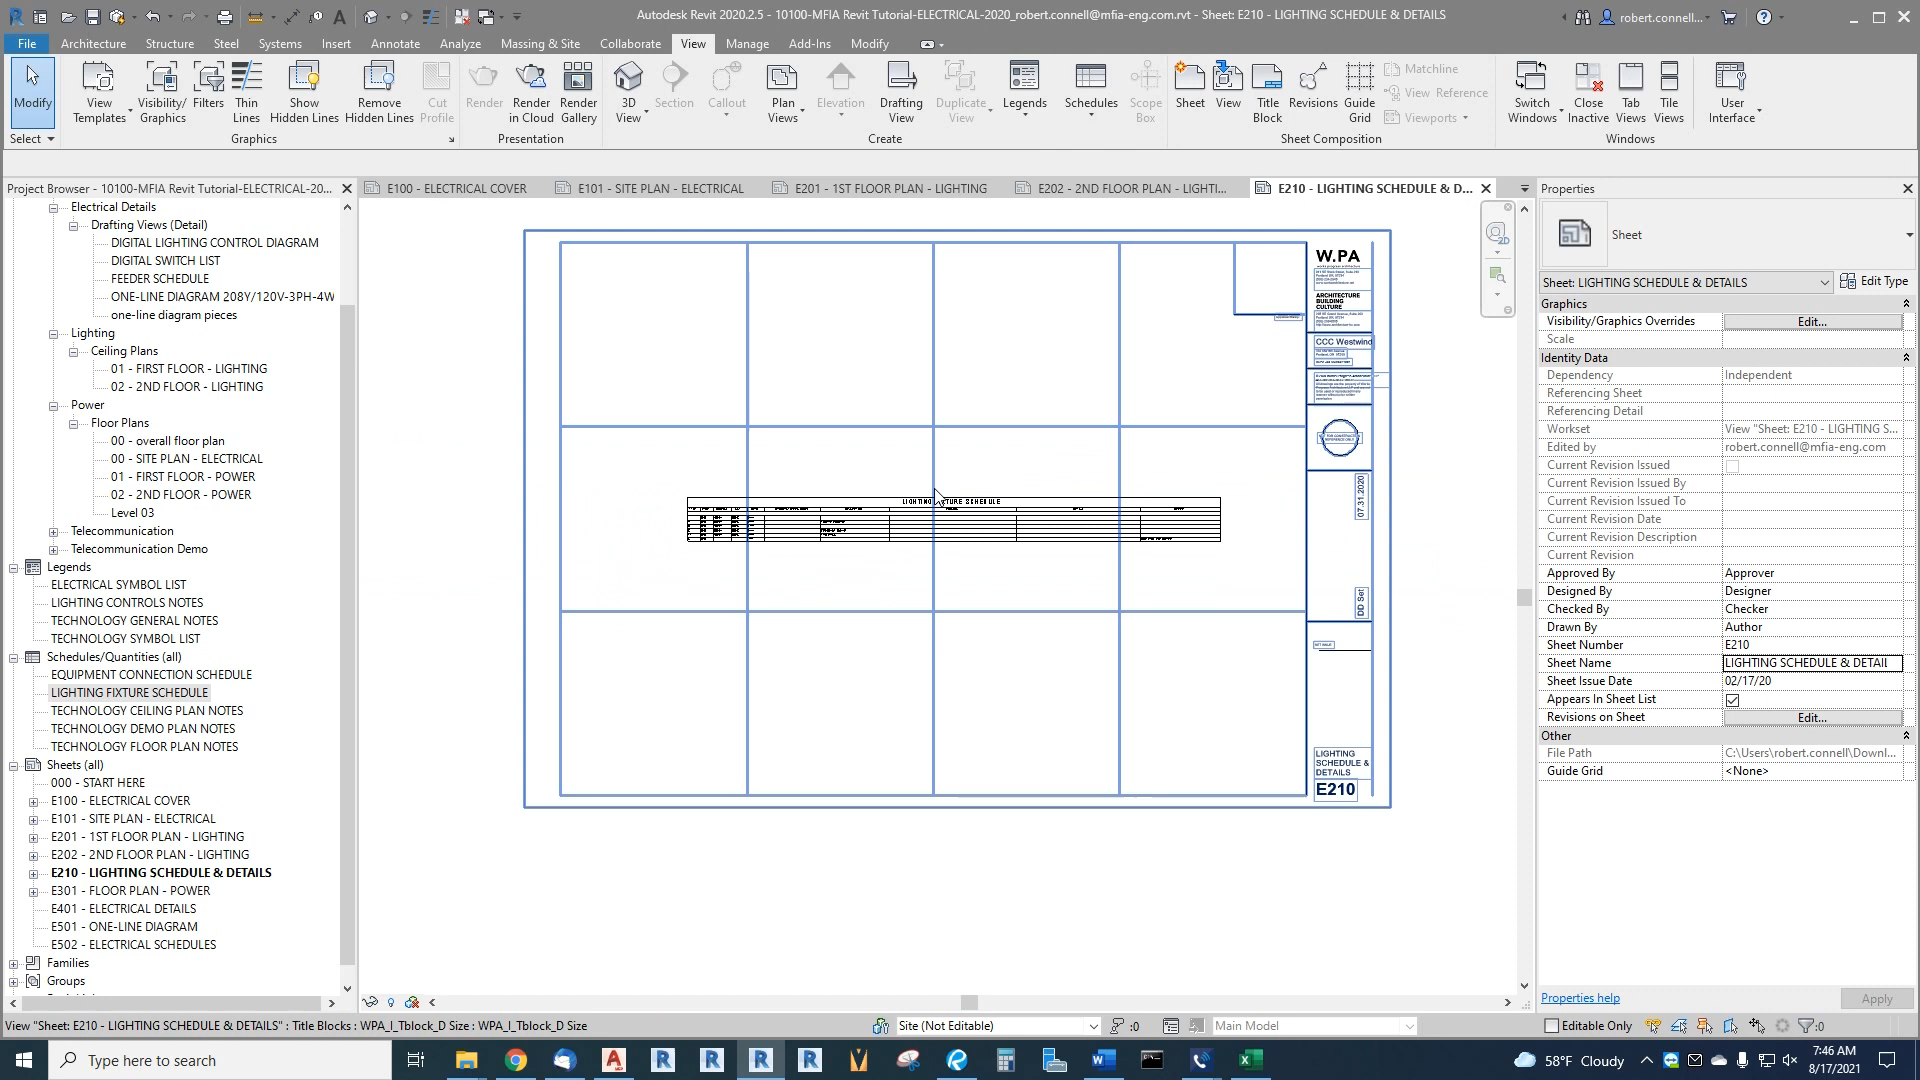 Autodesk Revit 2020.2.5 - 10100-MFIA Revit Tutorial-ELECTRICAL-2020_robert.connell@mfia-eng.com.rvt - Sheet: E210 - LIGHTING SCHEDULE & DETAILS
robert.connell...
File Architecture Structure Steel Systems Insert Annotate Analyze Massing & Site Collaborate View Manage Add-Ins Modify
Modify
View Templates
Visibility/ Graphics
Filters
Thin Lines
Show Hidden Lines
Remove Hidden Lines
Cut Profile
Render
Render in Cloud
Render Gallery
3D View
Section
Callout
Plan Views
Elevation
Drafting View
Duplicate View
Legends
Schedules
Scope Box
Sheet
View
Title Block
Revisions
Guide Grid
Matchline
View Reference
Viewports
Switch Windows
Close Inactive
Tab Views
Tile Views
User Interface
Select
Graphics
Presentation
Create
Sheet Composition
Windows
Project Browser - 10100-MFIA Revit Tutorial-ELECTRICAL-20...
E100 - ELECTRICAL COVER
E101 - SITE PLAN - ELECTRICAL
E201 - 1ST FLOOR PLAN - LIGHTING
E202 - 2ND FLOOR PLAN - LIGHTI...
E210 - LIGHTING SCHEDULE & D...
Electrical Details
Drafting Views (Detail)
DIGITAL LIGHTING CONTROL DIAGRAM
DIGITAL SWITCH LIST
FEEDER SCHEDULE
ONE-LINE DIAGRAM 208Y/120V-3PH-4W
one-line diagram pieces
Lighting
Ceiling Plans
01 - FIRST FLOOR - LIGHTING
02 - 2ND FLOOR - LIGHTING
Power
Floor Plans
00 - overall floor plan
00 - SITE PLAN - ELECTRICAL
01 - FIRST FLOOR - POWER
02 - 2ND FLOOR - POWER
Level 03
Telecommunication
Telecommunication Demo
Legends
ELECTRICAL SYMBOL LIST
LIGHTING CONTROLS NOTES
TECHNOLOGY GENERAL NOTES
TECHNOLOGY SYMBOL LIST
Schedules/Quantities (all)
EQUIPMENT CONNECTION SCHEDULE
LIGHTING FIXTURE SCHEDULE
TECHNOLOGY CEILING PLAN NOTES
TECHNOLOGY DEMO PLAN NOTES
TECHNOLOGY FLOOR PLAN NOTES
Sheets (all)
000 - START HERE
E100 - ELECTRICAL COVER
E101 - SITE PLAN - ELECTRICAL
E201 - 1ST FLOOR PLAN - LIGHTING
E202 - 2ND FLOOR PLAN - LIGHTING
E210 - LIGHTING SCHEDULE & DETAILS
E301 - FLOOR PLAN - POWER
E401 - ELECTRICAL DETAILS
E501 - ONE-LINE DIAGRAM
E502 - ELECTRICAL SCHEDULES
Families
Groups
2D
W.PA
ARCHITECTURE
BUILDING
CULTURE
CCC Westwind
07.31.2020
DD Set
LIGHTING
SCHEDULE &
DETAILS
E210
SCHEDULE
Properties
Sheet
Sheet: LIGHTING SCHEDULE & DETAILS
Edit Type
Graphics
Visibility/Graphics Overrides Edit...
Scale
Identity Data
Dependency Independent
Referencing Sheet
Referencing Detail
Workset View "Sheet: E210 - LIGHTING S...
Edited by robert.connell@mfia-eng.com
Current Revision Issued
Current Revision Issued By
Current Revision Issued To
Current Revision Date
Current Revision Description
Current Revision
Approved By Approver
Designed By Designer
Checked By Checker
Drawn By Author
Sheet Number E210
Sheet Name LIGHTING SCHEDULE & DETAIL
Sheet Issue Date 02/17/20
Appears In Sheet List
Revisions on Sheet Edit...
Other
File Path C:\Users\robert.connell\Downl...
Guide Grid <None>
Properties help
Apply
View "Sheet: E210 - LIGHTING SCHEDULE & DETAILS" : Title Blocks : WPA_I_Tblock_D Size : WPA_I_Tblock_D Size
Site (Not Editable)
:0
Main Model
Editable Only
:0
Type here to search
58°F Cloudy
7:46 AM
8/17/2021